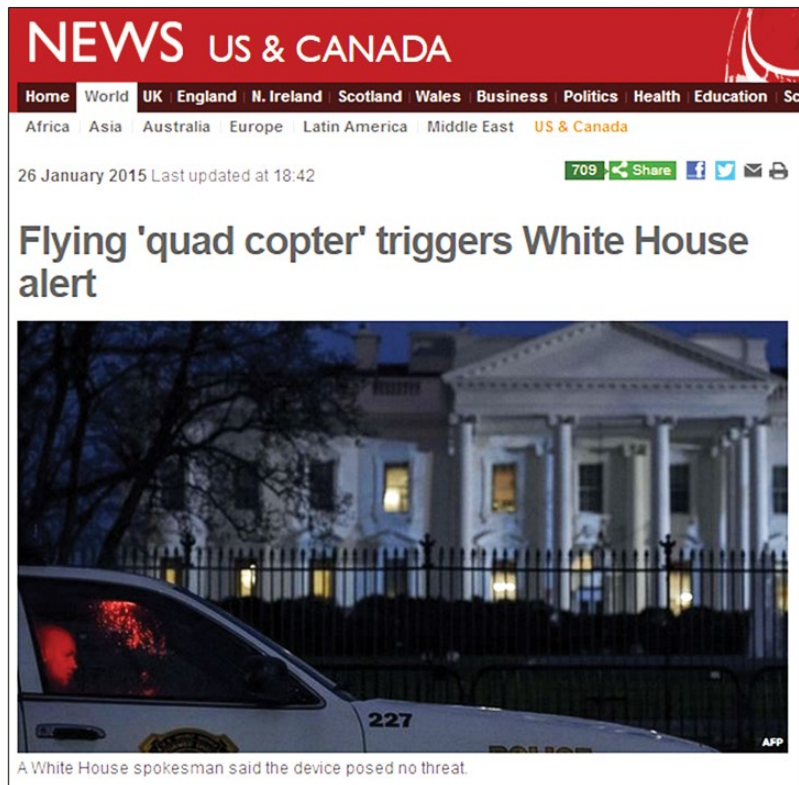 NEWS US & CANADA
Home World UK England N. Ireland Scotland Wales Business Politics Health Education Sc
Africa Asia Australia Europe Latin America Middle East US & Canada
26 January 2015 Last updated at 18:42
709 Share
Flying 'quad copter' triggers White House
alert
227
POLICE
AFP
A White House spokesman said the device posed no threat.